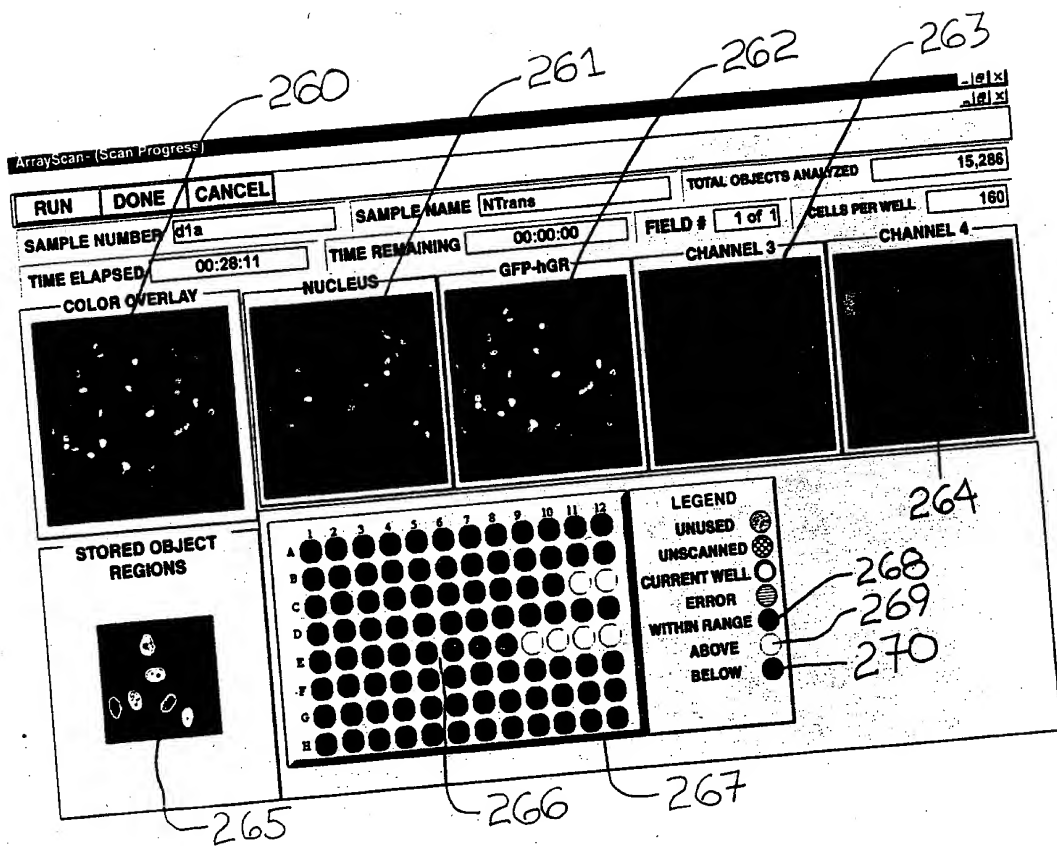 260
261
262
263
ArrayScan - (Scan Progress)
RUN DONE CANCEL
SAMPLE NUMBER d1a SAMPLE NAME NTrans TOTAL OBJECTS ANALYZED 15,286
TIME ELAPSED 00:28:11 TIME REMAINING 00:00:00 FIELD # 1 of 1 CELLS PER WELL 160
COLOR OVERLAY NUCLEUS GFP-hGR CHANNEL 3 CHANNEL 4
264
STORED OBJECT
REGIONS
1 2 3 4 5 6 7 8 9 10 11 12
A
B
C
D
E
F
G
H
LEGEND
UNUSED
UNSCANNED
CURRENT WELL
ERROR
WITHIN RANGE
ABOVE
BELOW
268
269
270
265
266
267